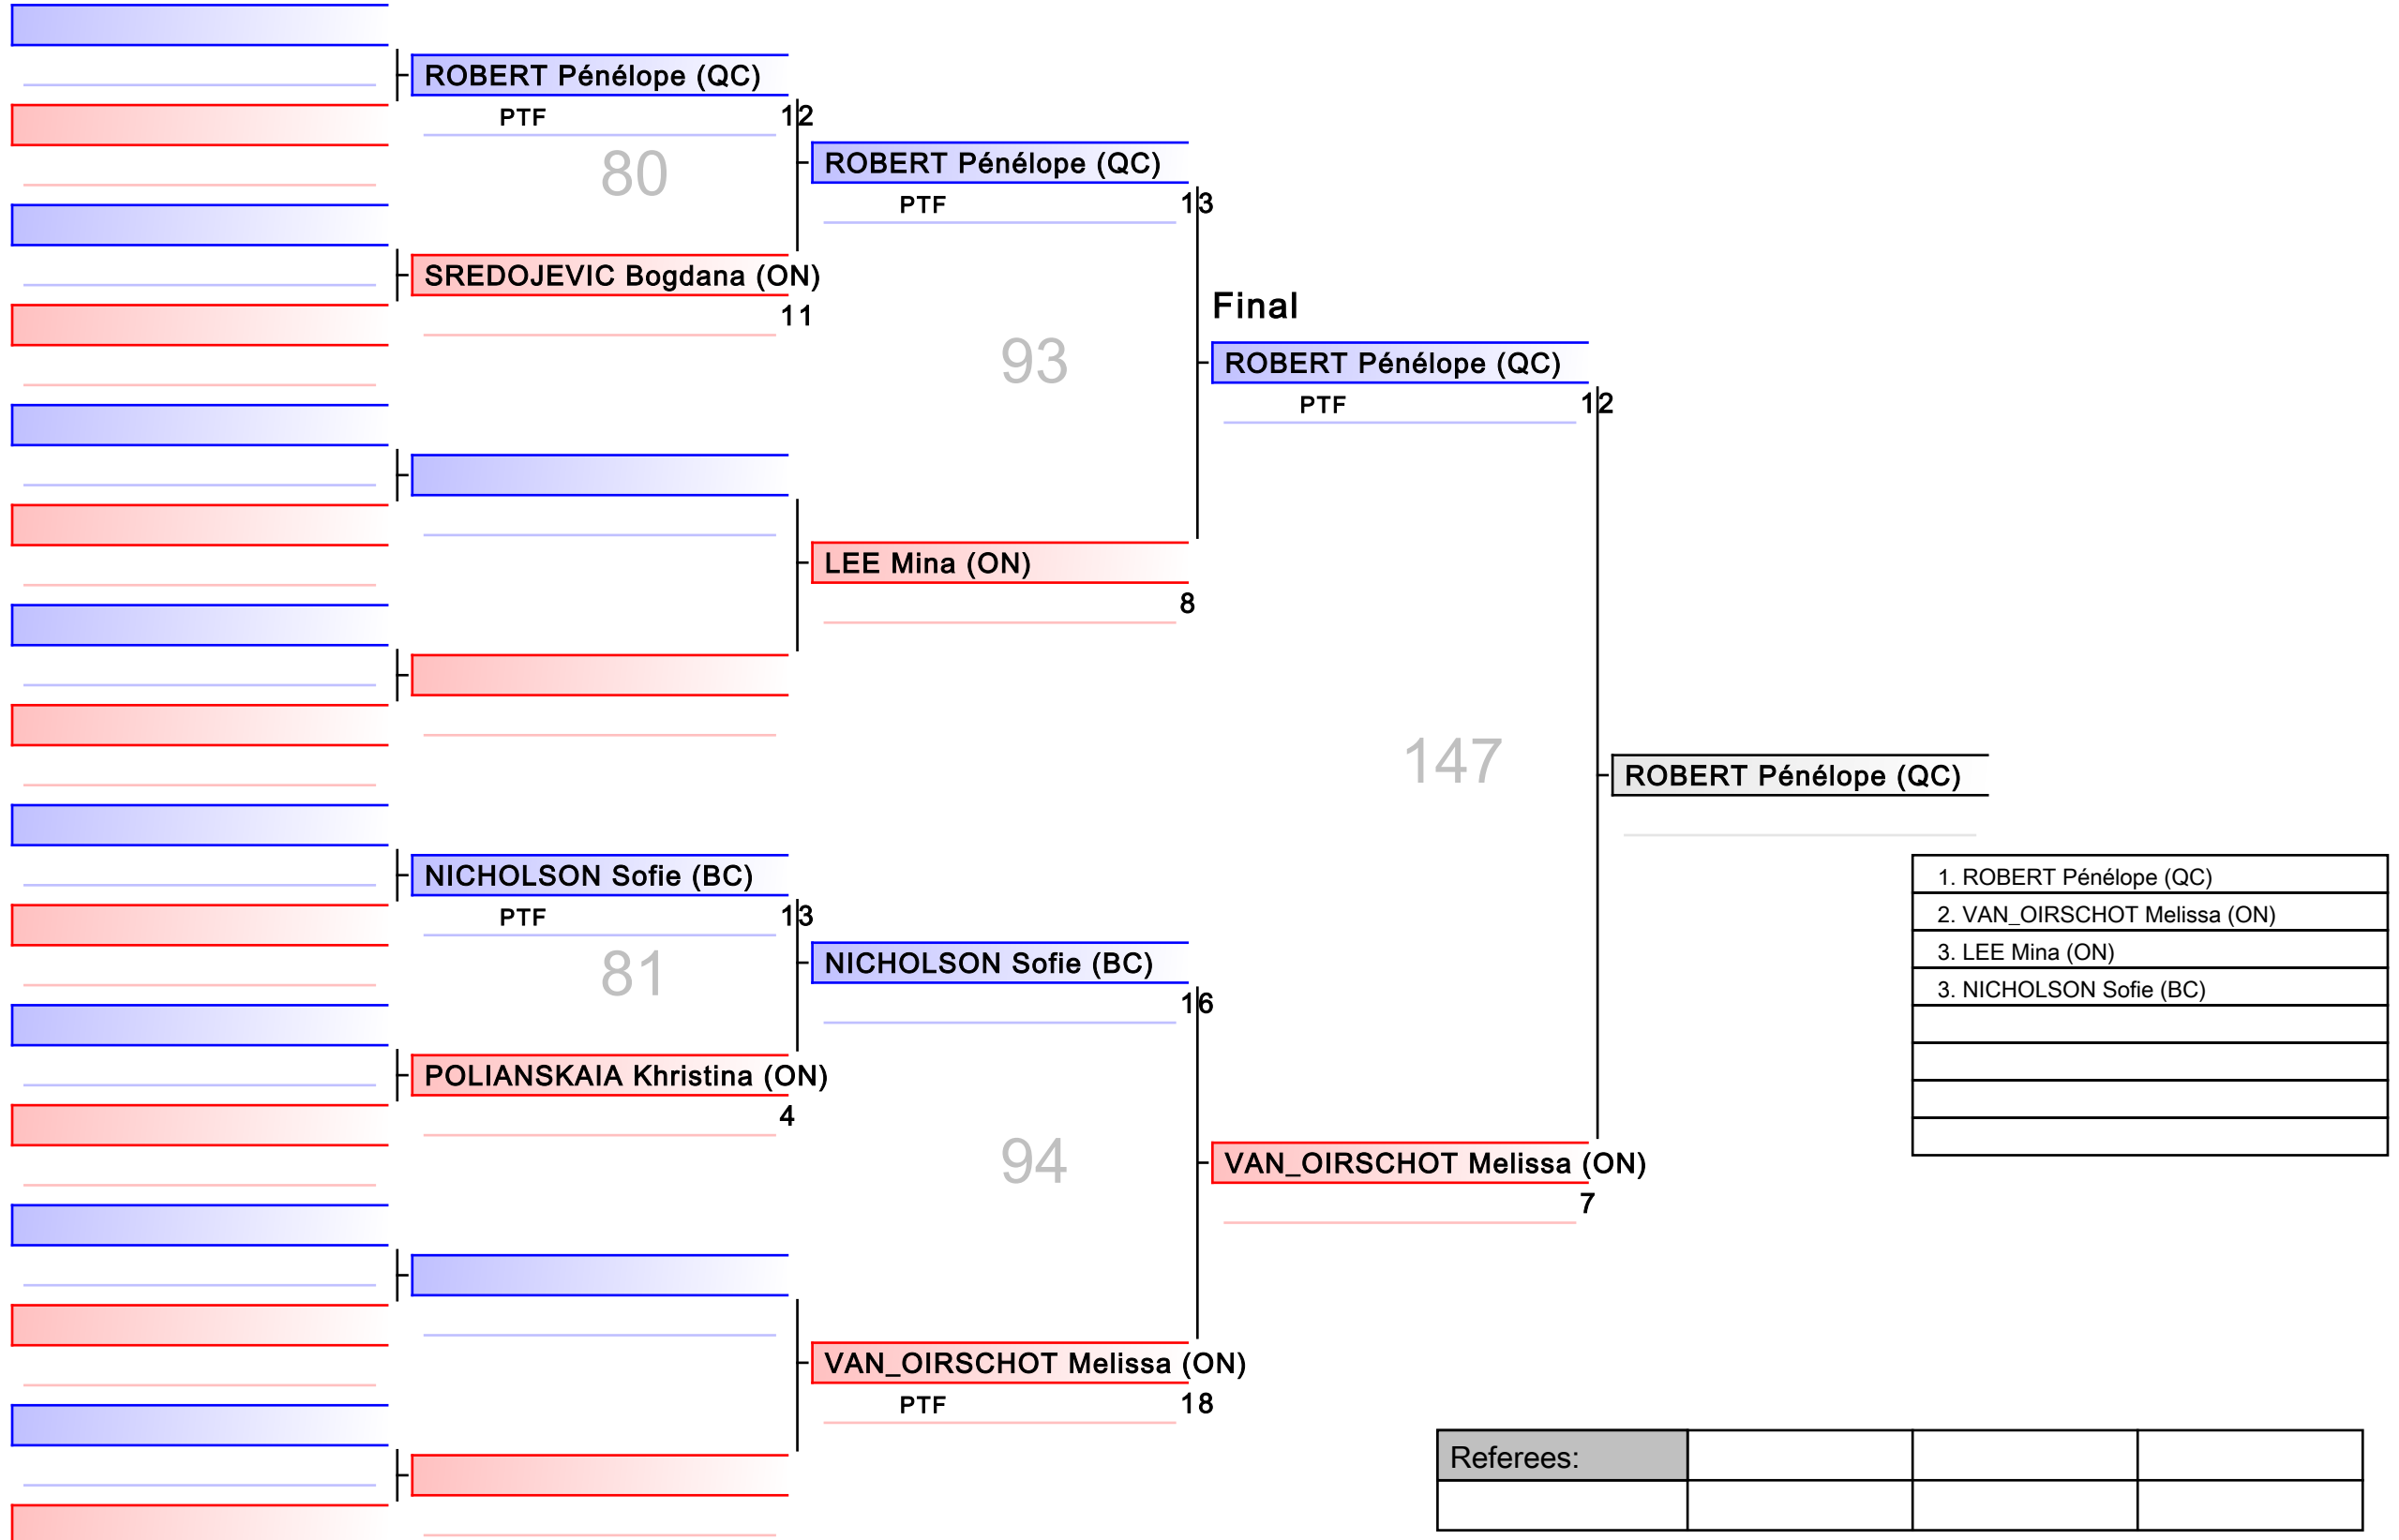 ROBERT Pénélope (QC)
PTF 12
80
SREDOJEVIC Bogdana (ON)
11
ROBERT Pénélope (QC)
PTF 13
93
LEE Mina (ON)
8
NICHOLSON Sofie (BC)
PTF 13
81
POLIANSKAIA Khristina (ON)
4
NICHOLSON Sofie (BC)
16
94
VAN_OIRSCHOT Melissa (ON)
PTF 18
Final
ROBERT Pénélope (QC)
PTF 12
147
VAN_OIRSCHOT Melissa (ON)
7
ROBERT Pénélope (QC)
1. ROBERT Pénélope (QC)
2. VAN_OIRSCHOT Melissa (ON)
3. LEE Mina (ON)
3. NICHOLSON Sofie (BC)
Referees: